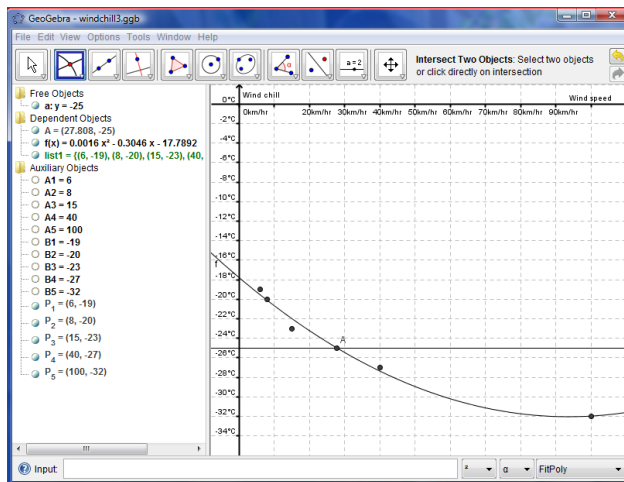 GeoGebra - windchill3.ggb
File Edit View Options Tools Window Help
a=2
Intersect Two Objects: Select two objects
or click directly on intersection
Free Objects
a: y = -25
Dependent Objects
A = (27.808, -25)
f(x) = 0.0016 x² - 0.3046 x - 17.7892
list1 = {(6, -19), (8, -20), (15, -23), (40,
Auxiliary Objects
A1 = 6
A2 = 8
A3 = 15
A4 = 40
A5 = 100
B1 = -19
B2 = -20
B3 = -23
B4 = -27
B5 = -32
P1 = (6, -19)
P2 = (8, -20)
P3 = (15, -23)
P4 = (40, -27)
P5 = (100, -32)
Wind chill
Wind speed
0°C
0km/hr 20km/hr 30km/hr 40km/hr 50km/hr 60km/hr 70km/hr 80km/hr 90km/hr
-2°C
-4°C
-6°C
-8°C
-10°C
-12°C
-14°C
-16°C
f
-18°C
-20°C
-22°C
-24°C
A
-26°C
-28°C
-30°C
-32°C
-34°C
Input:
²
α
FitPoly